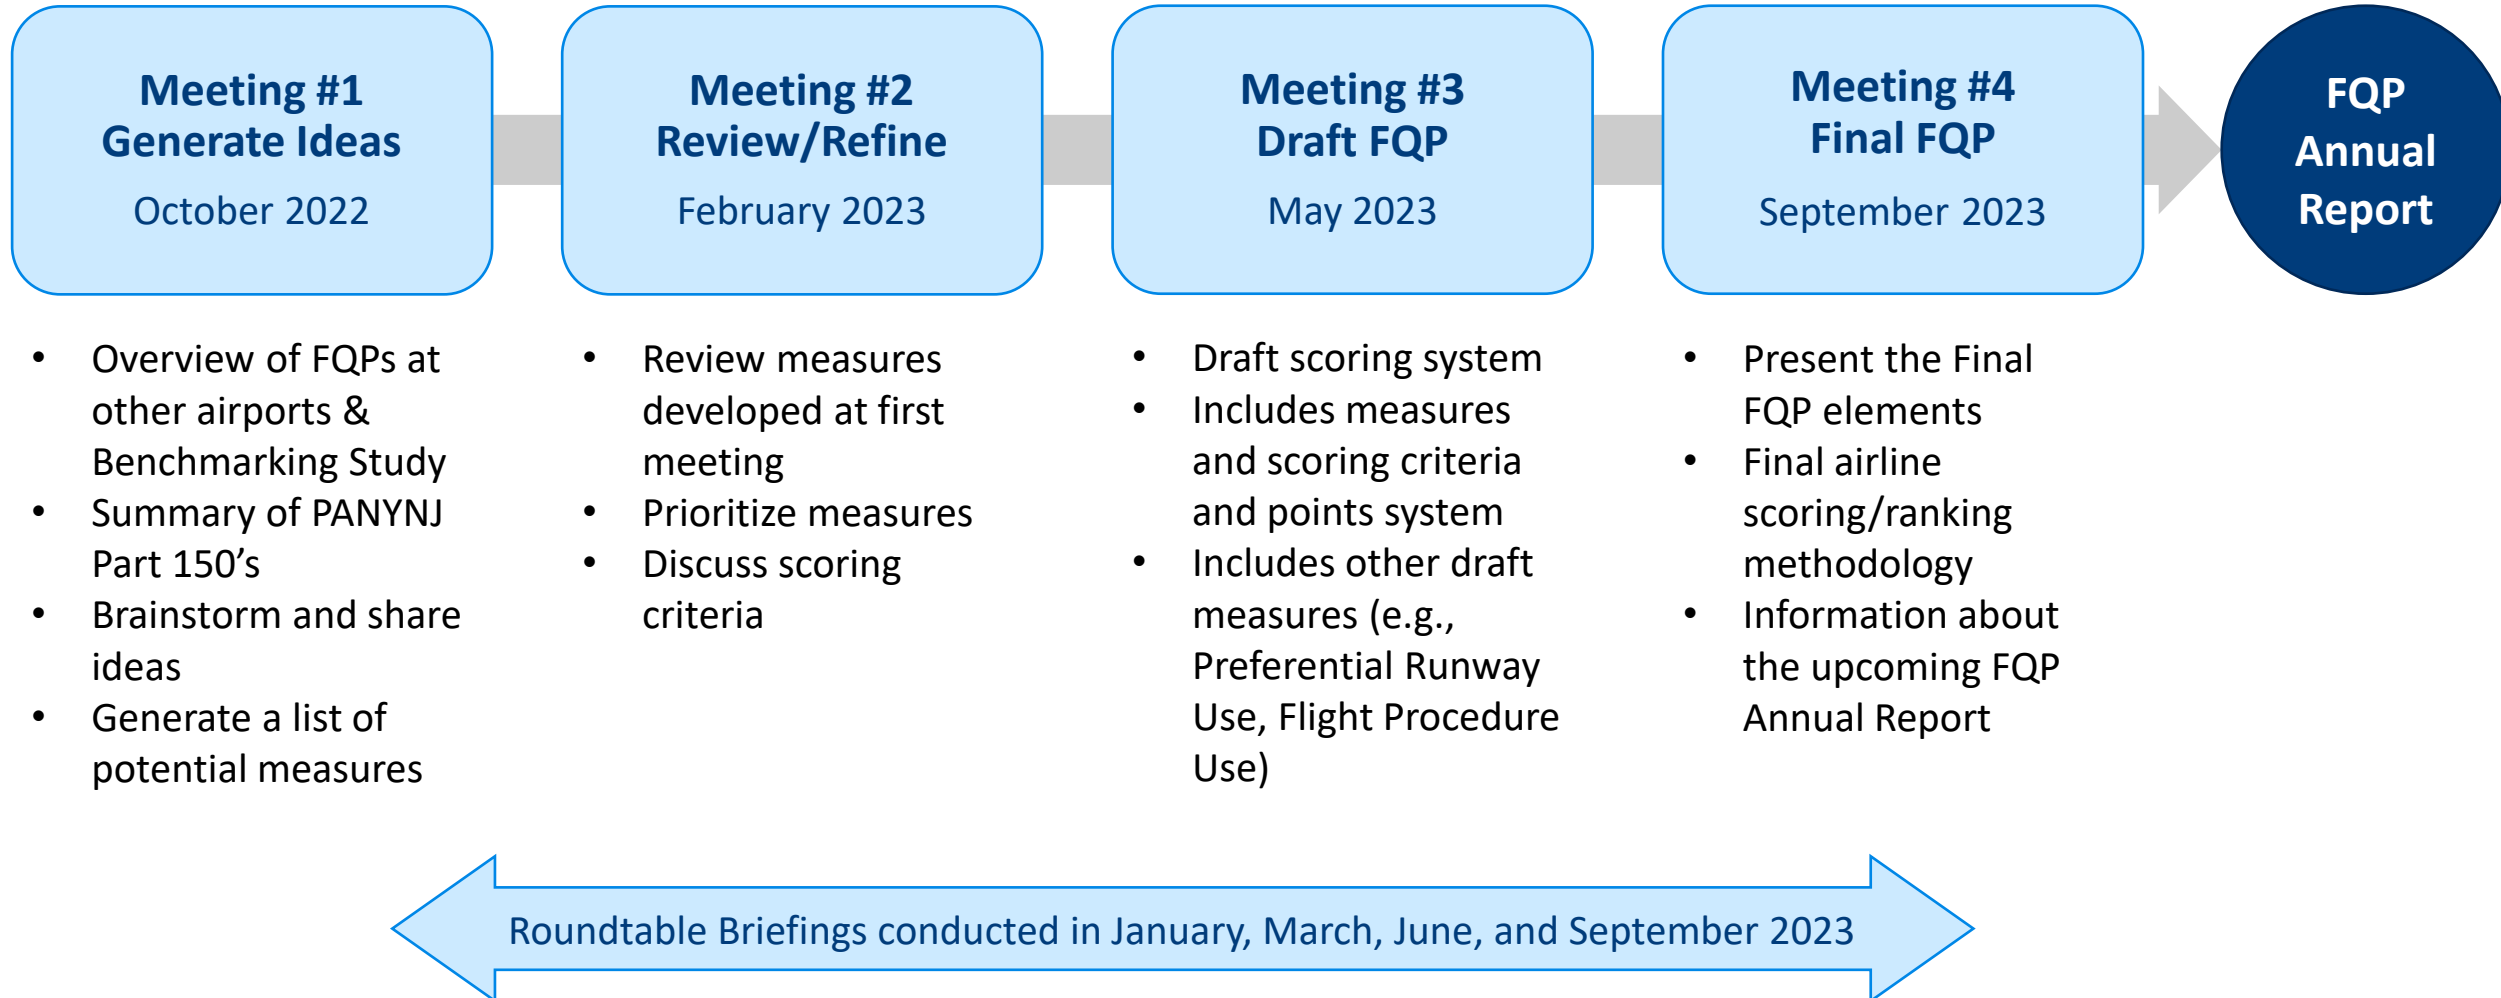 Meeting #1
Generate Ideas
October 2022
Meeting #2
Review/Refine
February 2023
Meeting #3
Draft FQP
May 2023
Meeting #4
Final FQP
September 2023
FQP
Annual
Report
• Overview of FQPs at
other airports &
Benchmarking Study
• Summary of PANYNJ
Part 150’s
• Brainstorm and share
ideas
• Generate a list of
potential measures
• Review measures
developed at first
meeting
• Prioritize measures
• Discuss scoring
criteria
• Draft scoring system
• Includes measures
and scoring criteria
and points system
• Includes other draft
measures (e.g.,
Preferential Runway
Use, Flight Procedure
Use)
• Present the Final
FQP elements
• Final airline
scoring/ranking
methodology
• Information about
the upcoming FQP
Annual Report
Roundtable Briefings conducted in January, March, June, and September 2023